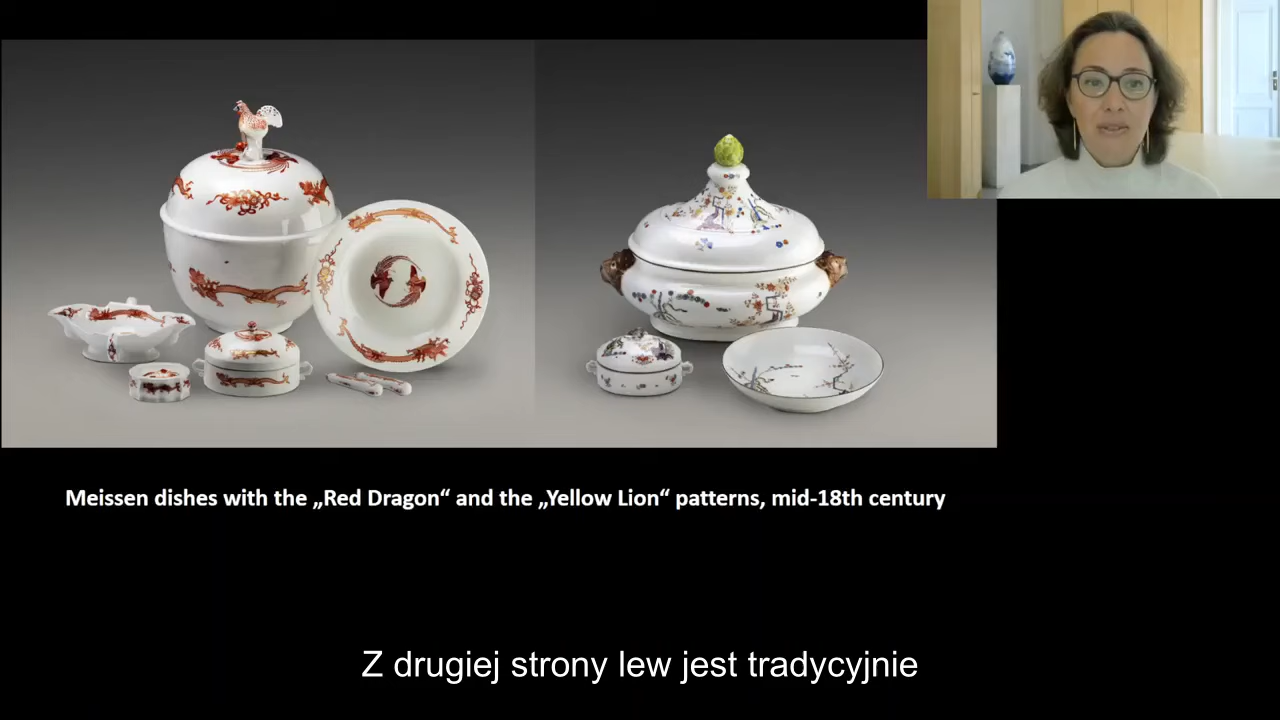 Meissen dishes with the „Red Dragon“ and the „Yellow Lion“ patterns, mid-18th century
Z drugiej strony lew jest tradycyjnie